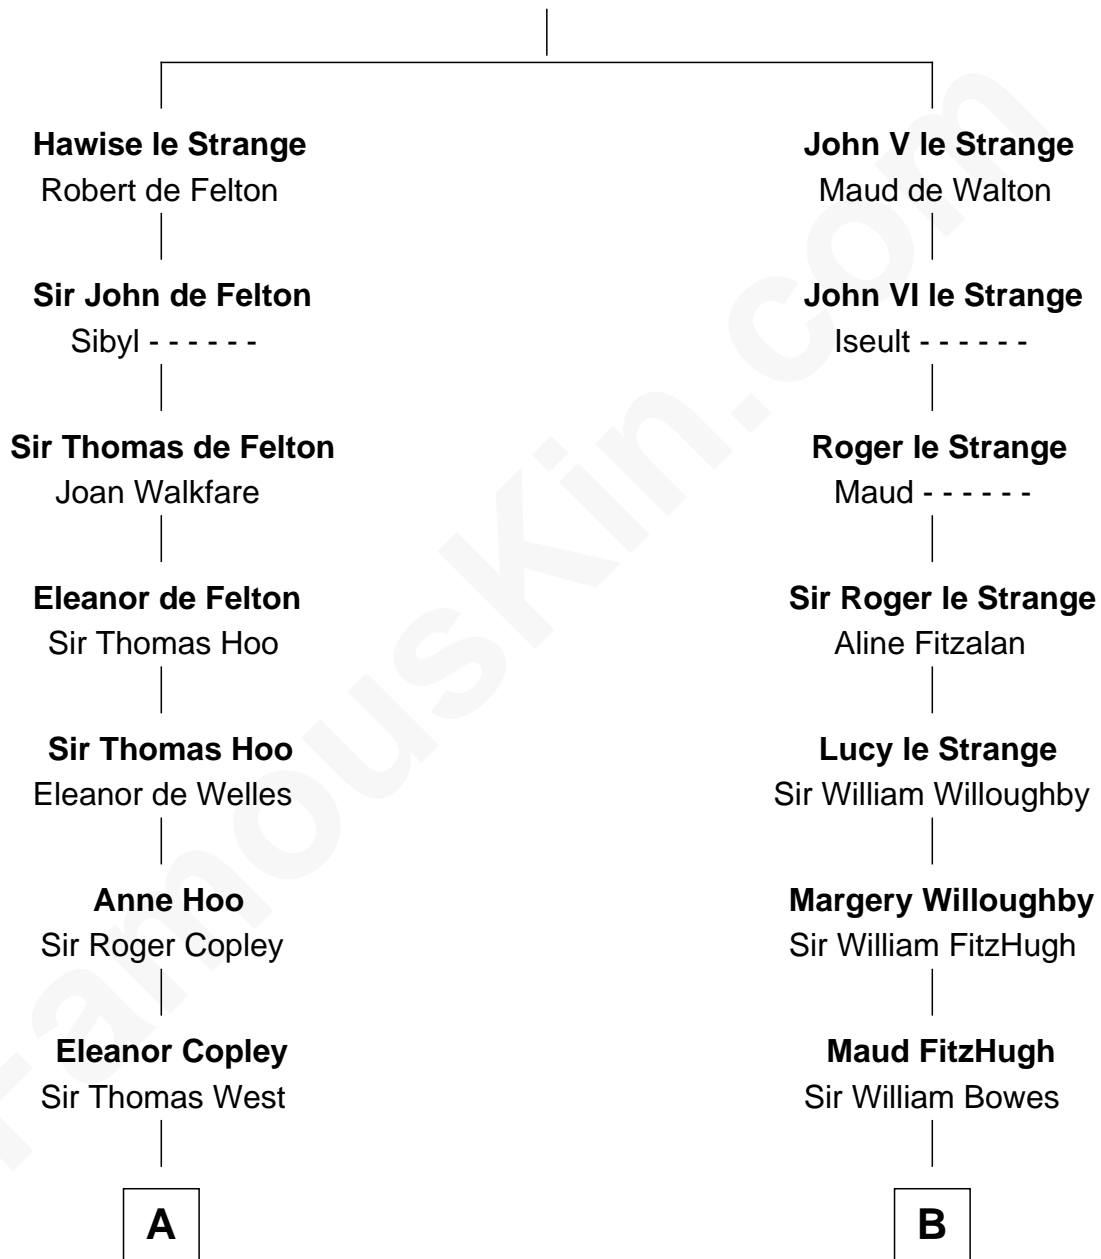 Hawise le Strange
Robert de Felton
Sir John de Felton
Sibyl - - - - - -
Sir Thomas de Felton
Joan Walkfare
Eleanor de Felton
Sir Thomas Hoo
Sir Thomas Hoo
Eleanor de Welles
Anne Hoo
Sir Roger Copley
Eleanor Copley
Sir Thomas West
A
John V le Strange
Maud de Walton
John VI le Strange
Iseult - - - - - -
Roger le Strange
Maud - - - - - -
Sir Roger le Strange
Aline Fitzalan
Lucy le Strange
Sir William Willoughby
Margery Willoughby
Sir William FitzHugh
Maud FitzHugh
Sir William Bowes
B
FamousKin.com